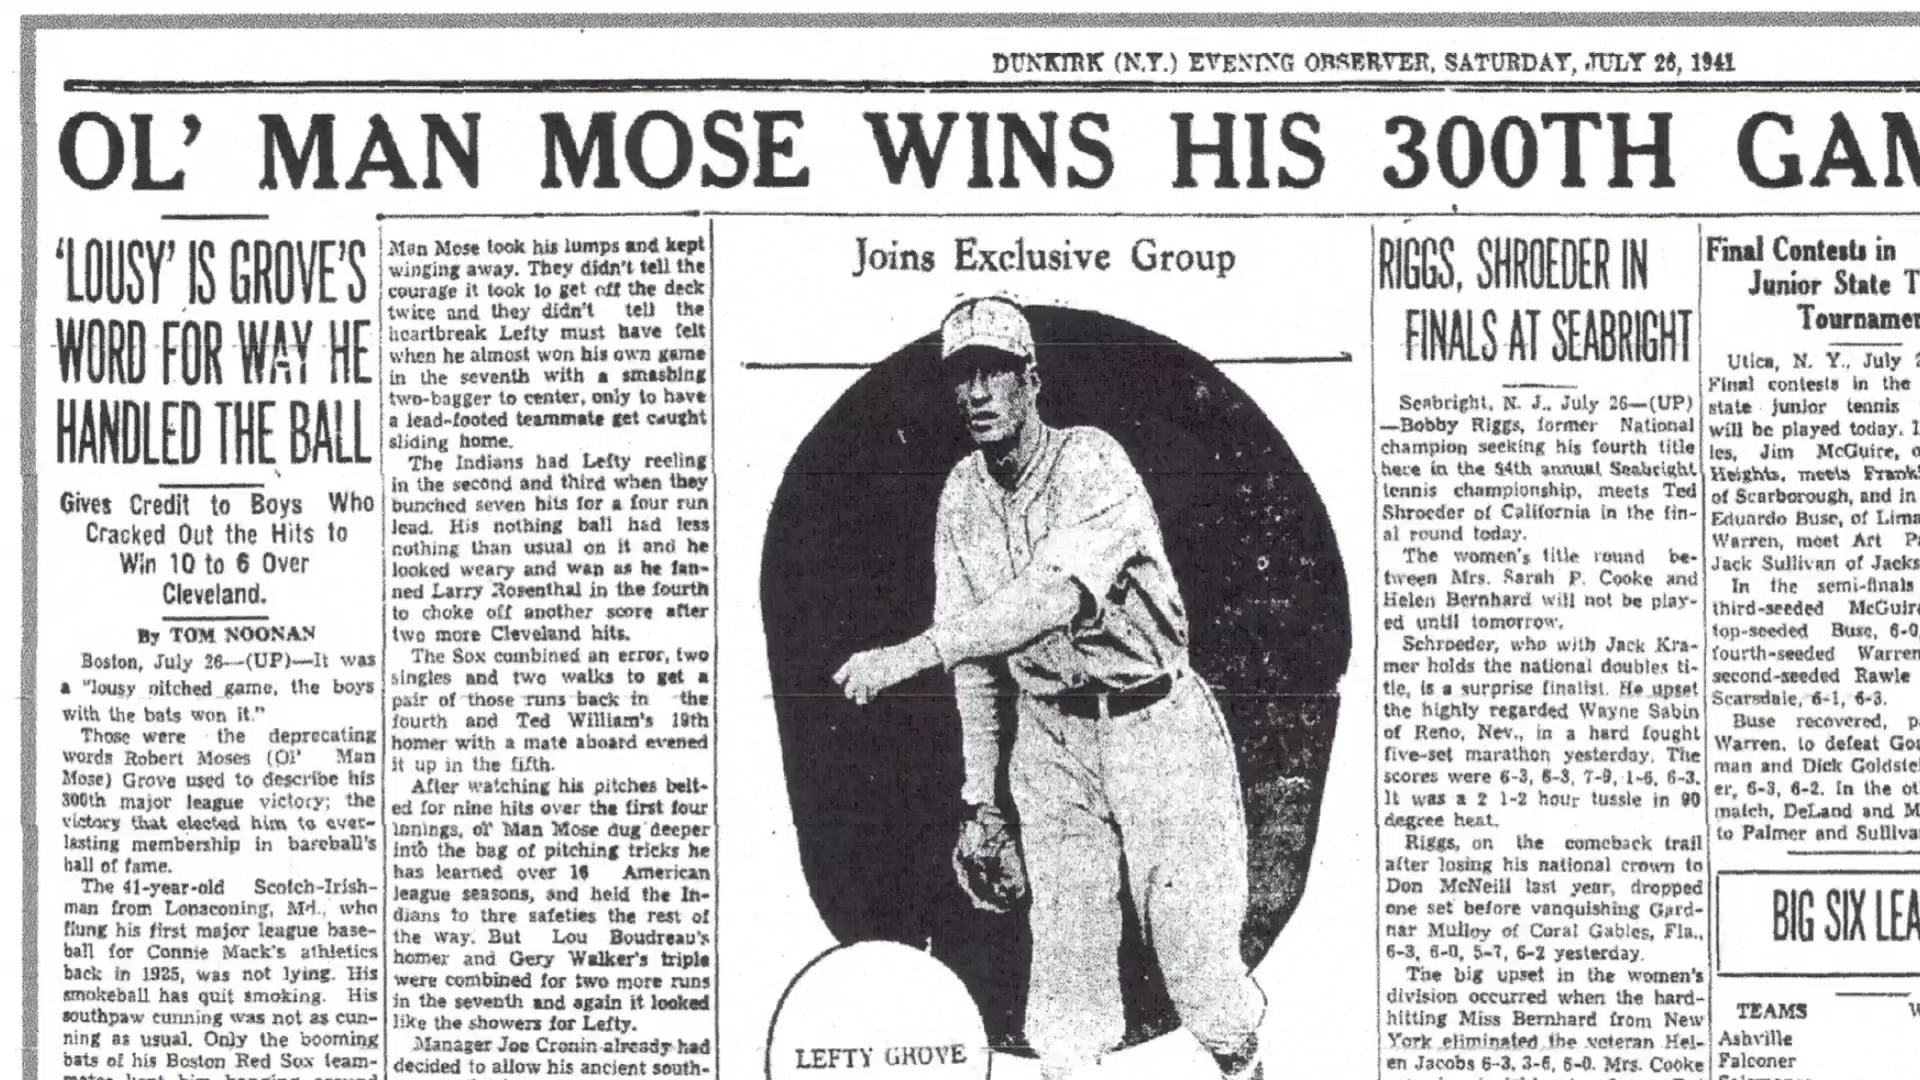 DUNKIRK (N.Y.) EVENING OBSERVER, SATURDAY, JULY 26, 1941
OL' MAN MOSE WINS HIS 300TH GAM
'LOUSY' IS GROVE'S
WORD FOR WAY HE
HANDLED THE BALL
Gives Credit to Boys Who
Cracked Out the Hits to
Win 10 to 6 Over
Cleveland.
By TOM NOONAN
Boston, July 26—(UP)—It was
a "lousy pitched game, the boys
with the bats won it."
Those were the deprecating
words Robert Moses (Ol' Man
Mose) Grove used to describe his
300th major league victory; the
victory that elected him to ever-
lasting membership in bareball's
hall of fame.
The 41-year-old Scotch-Irish-
man from Lonaconing, Md., who
flung his first major league base-
ball for Connie Mack's athletics
back in 1925, was not lying. His
smokeball has quit smoking. His
southpaw cunning was not as cun-
ning as usual. Only the booming
bats of his Boston Red Sox team-
mates kept him hanging around
Man Mose took his lumps and kept
winging away. They didn't tell the
courage it took to get off the deck
twice and they didn't tell the
heartbreak Lefty must have felt
when he almost won his own game
in the seventh with a smashing
two-bagger to center, only to have
a lead-footed teammate get caught
sliding home.
The Indians had Lefty reeling
in the second and third when they
bunched seven hits for a four run
lead. His nothing ball had less
nothing than usual on it and he
looked weary and wan as he fan-
ned Larry Rosenthal in the fourth
to choke off another score after
two more Cleveland hits.
The Sox combined an error, two
singles and two walks to get a
pair of those runs back in the
fourth and Ted William's 19th
homer with a mate aboard evened
it up in the fifth.
After watching his pitches belt-
ed for nine hits over the first four
innings, ol' Man Mose dug deeper
into the bag of pitching tricks he
has learned over 16 American
league seasons, and held the In-
dians to thre safeties the rest of
the way. But Lou Boudreau's
homer and Gery Walker's triple
were combined for two more runs
in the seventh and again it looked
like the showers for Lefty.
Manager Joe Cronin already had
decided to allow his ancient south-
Joins Exclusive Group
LEFTY GROVE
RIGGS, SHROEDER IN
FINALS AT SEABRIGHT
Seabright, N. J., July 26—(UP)
—Bobby Riggs, former National
champion seeking his fourth title
here in the 54th annual Seabright
tennis championship, meets Ted
Shroeder of California in the fin-
al round today.
The women's title round be-
tween Mrs. Sarah P. Cooke and
Helen Bernhard will not be play-
ed until tomorrow.
Schroeder, who with Jack Kra-
mer holds the national doubles ti-
tle, is a surprise finalist. He upset
the highly regarded Wayne Sabin
of Reno, Nev., in a hard fought
five-set marathon yesterday. The
scores were 6-3, 6-3, 7-9, 1-6, 6-3.
It was a 2 1-2 hour tussle in 90
degree heat.
Riggs, on the comeback trail
after losing his national crown to
Don McNeill last year, dropped
one set before vanquishing Gard-
nar Mulloy of Coral Gables, Fla.,
6-3, 6-0, 5-7, 6-2 yesterday.
The big upset in the women's
division occurred when the hard-
hitting Miss Bernhard from New
York eliminated the veteran Hel-
en Jacobs 6-3, 3-6, 6-0. Mrs. Cooke
Final Contests in
Junior State T
Tournamen
Utica, N. Y., July 2
Final contests in the
state junior tennis
will be played today.
les, Jim McGuire, o
Heights, meets Frank
of Scarborough, and in
Eduardo Buse, of Lima
Warren, meet Art Pa
Jack Sullivan of Jacks
In the semi-finals
third-seeded McGuire
top-seeded Buse, 6-0
fourth-seeded Warren
second-seeded Rawle
Scarsdale, 6-1, 6-3.
Buse recovered, p
Warren, to defeat Go
man and Dick Goldste
er, 6-3, 6-2. In the ot
match, DeLand and M
to Palmer and Sulliva
BIG SIX LEA
TEAMS W
Ashville
Falconer